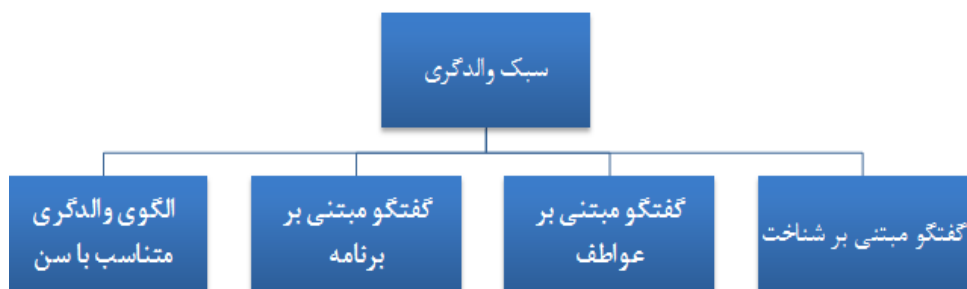 سبک والدگری
گفتگو مبتنی بر شناخت
گفتگو مبتنی بر
عواطف
گفتگو مبتنی بر
برنامه
الگوی والدگری
متناسب با سن